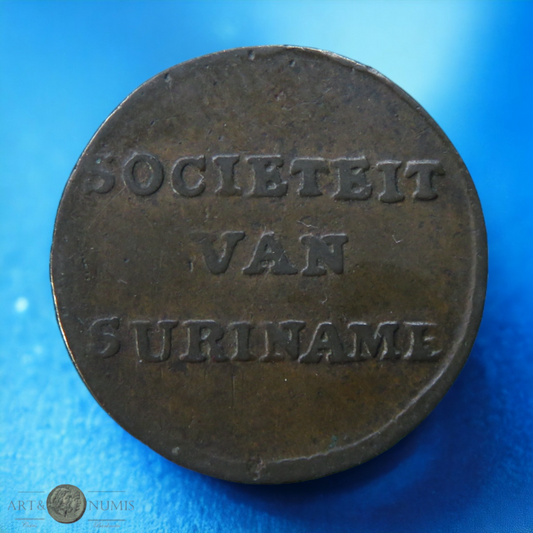 SOCIETEIT
VAN
SURINAME
ART& NUMIS